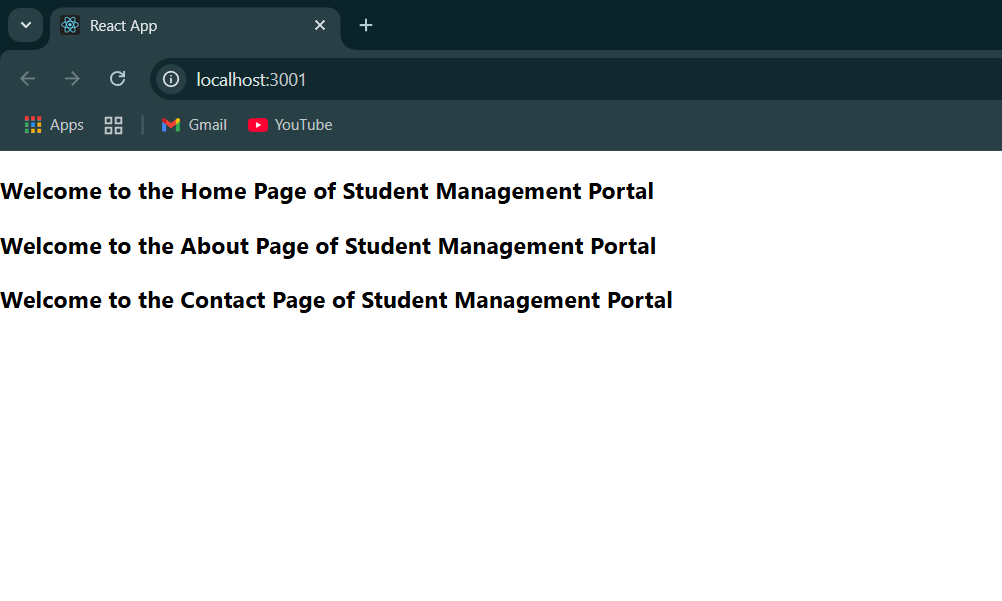 React App
localhost:3001
Apps Gmail YouTube
Welcome to the Home Page of Student Management Portal
Welcome to the About Page of Student Management Portal
Welcome to the Contact Page of Student Management Portal